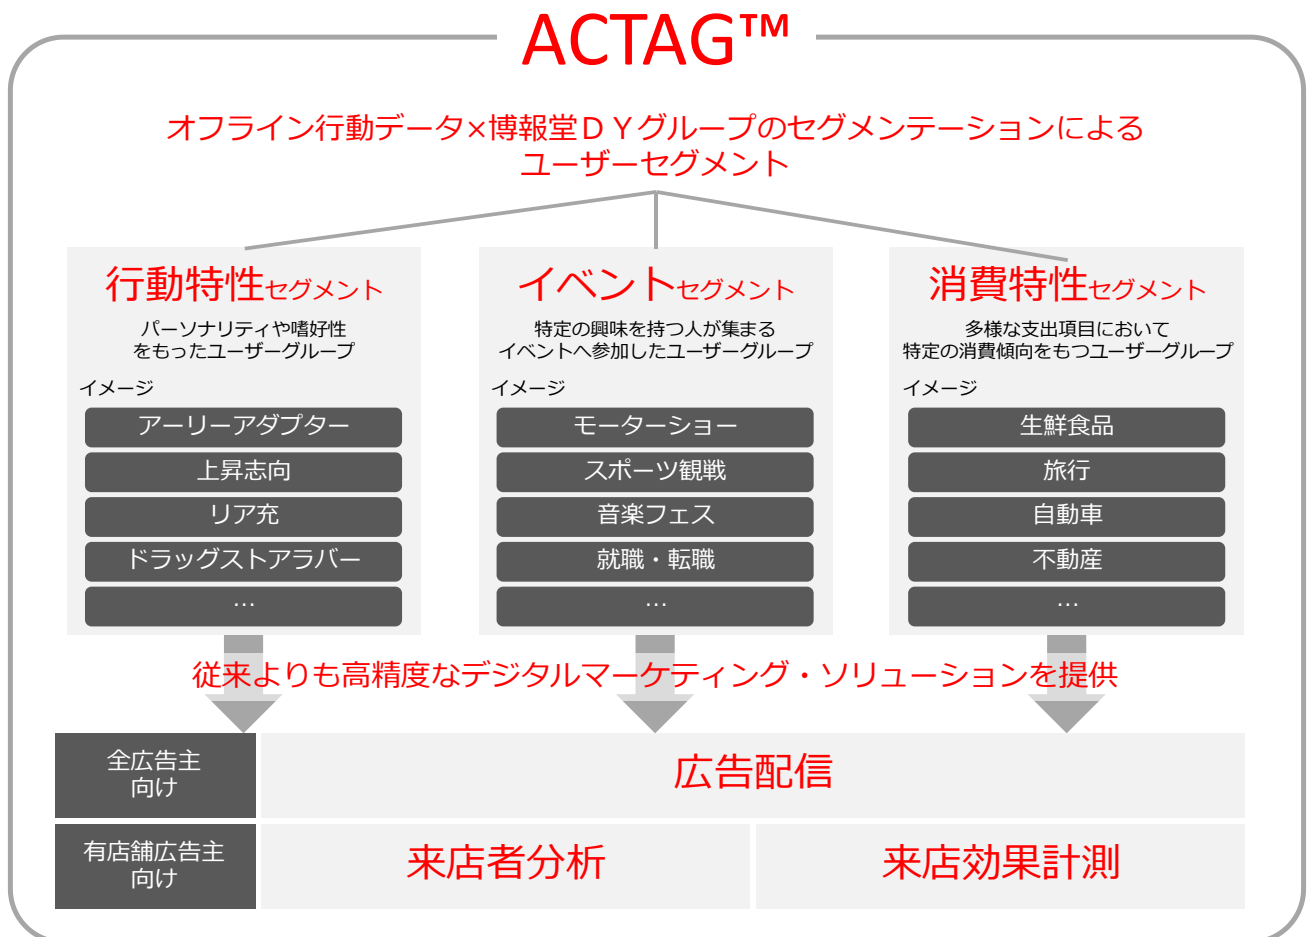 ACTAG™
オフライン行動データ×博報堂ＤＹグループのセグメンテーションによる
ユーザーセグメント
行動特性セグメント
パーソナリティや嗜好性
をもったユーザーグループ
イメージ
アーリーアダプター
上昇志向
リア充
ドラッグストアラバー
…
イベントセグメント
特定の興味を持つ人が集まる
イベントへ参加したユーザーグループ
イメージ
モーターショー
スポーツ観戦
音楽フェス
就職・転職
…
消費特性セグメント
多様な支出項目において
特定の消費傾向をもつユーザーグループ
イメージ
生鮮食品
旅行
自動車
不動産
…
従来よりも高精度なデジタルマーケティング・ソリューションを提供
全広告主
向け
広告配信
有店舗広告主
向け
来店者分析
来店効果計測